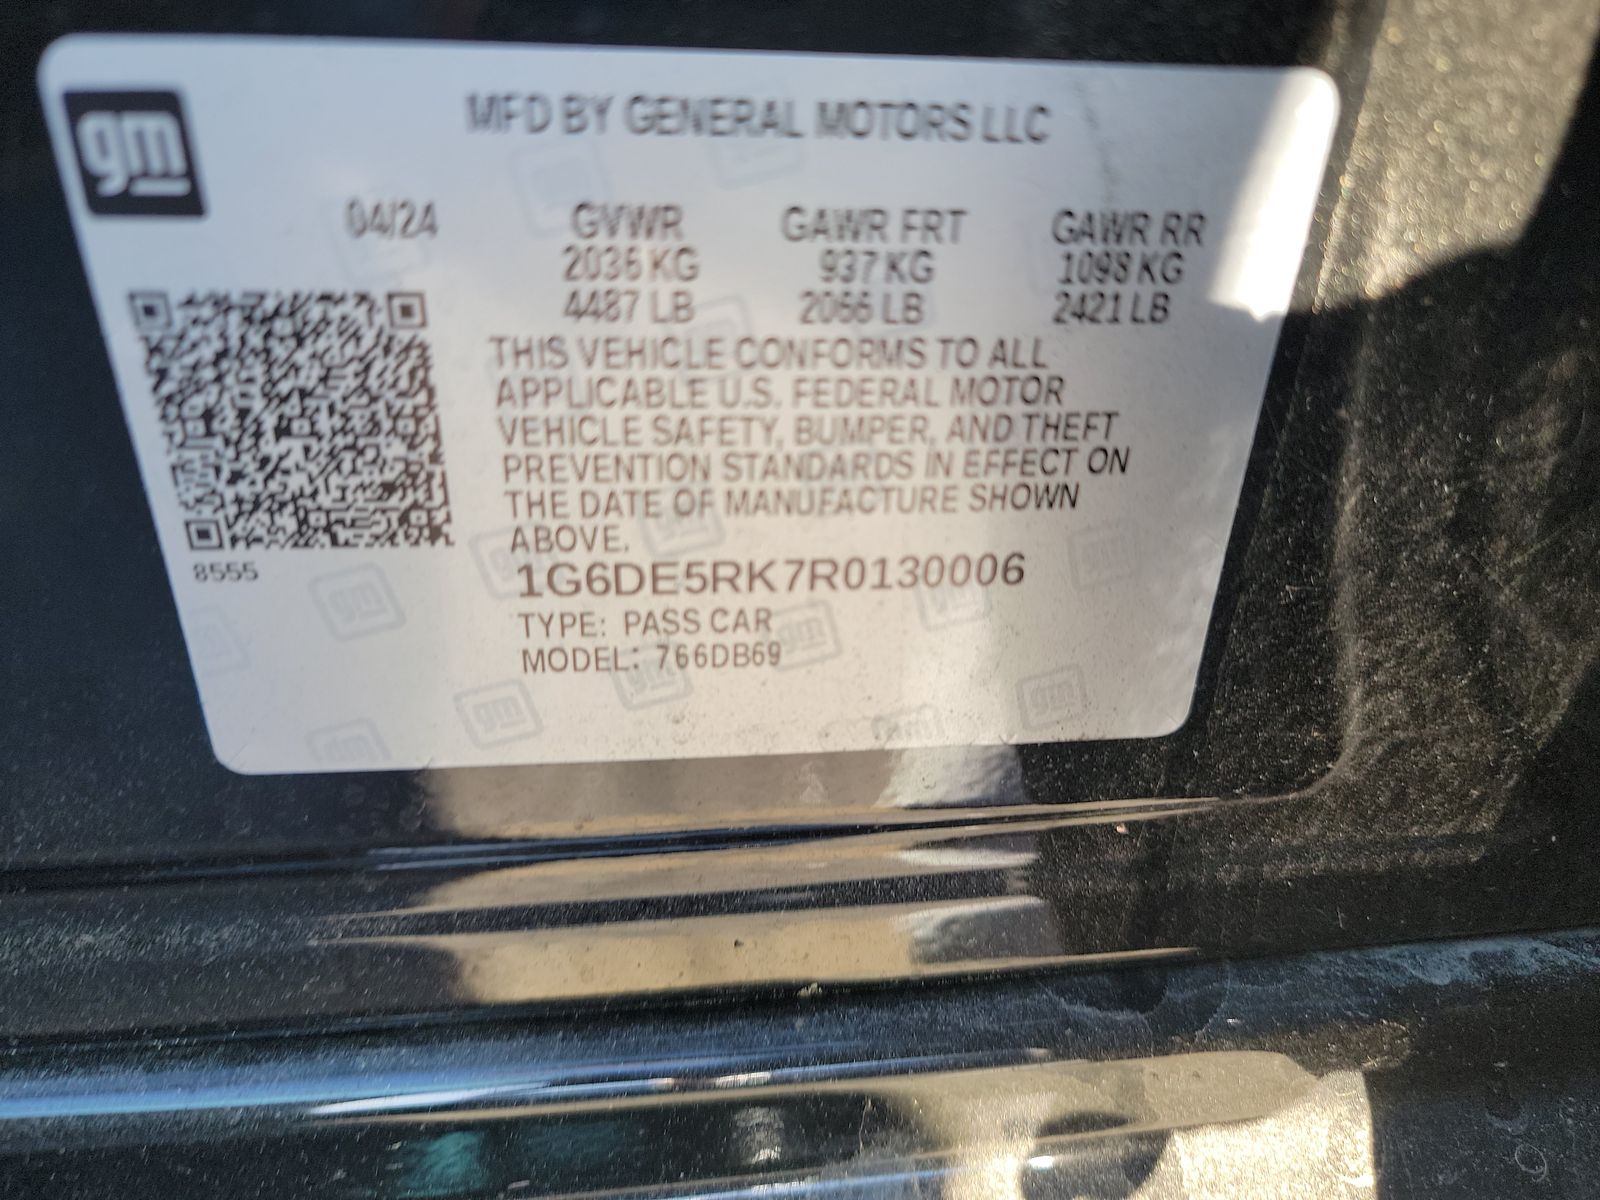 gm
MFD BY GENERAL MOTORS LLC
04/24 GVWR GAWR FRT GAWR RR
2036 KG 937 KG 1098 KG
4487 LB 2066 LB 2421 LB
THIS VEHICLE CONFORMS TO ALL
APPLICABLE U.S. FEDERAL MOTOR
VEHICLE SAFETY, BUMPER, AND THEFT
PREVENTION STANDARDS IN EFFECT ON
THE DATE OF MANUFACTURE SHOWN
ABOVE.
8555
1G6DE5RK7R0130006
TYPE: PASS CAR
MODEL: 766DB69